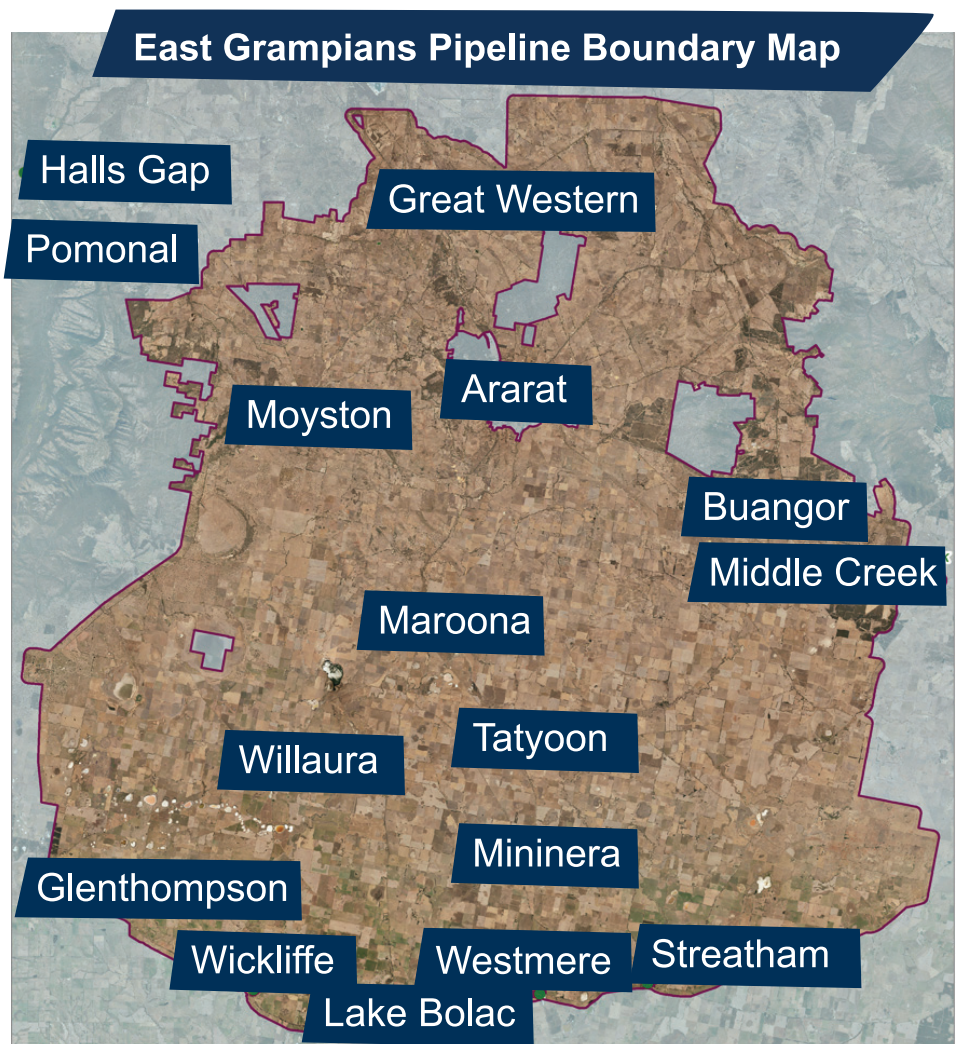 East Grampians Pipeline Boundary Map
Halls Gap
Great Western
Pomonal
Ararat
Moyston
Buangor
Middle Creek
Maroona
Tatyoon
Willaura
Mininera
Glenthompson
Streatham
Wickliffe
Westmere
Lake Bolac